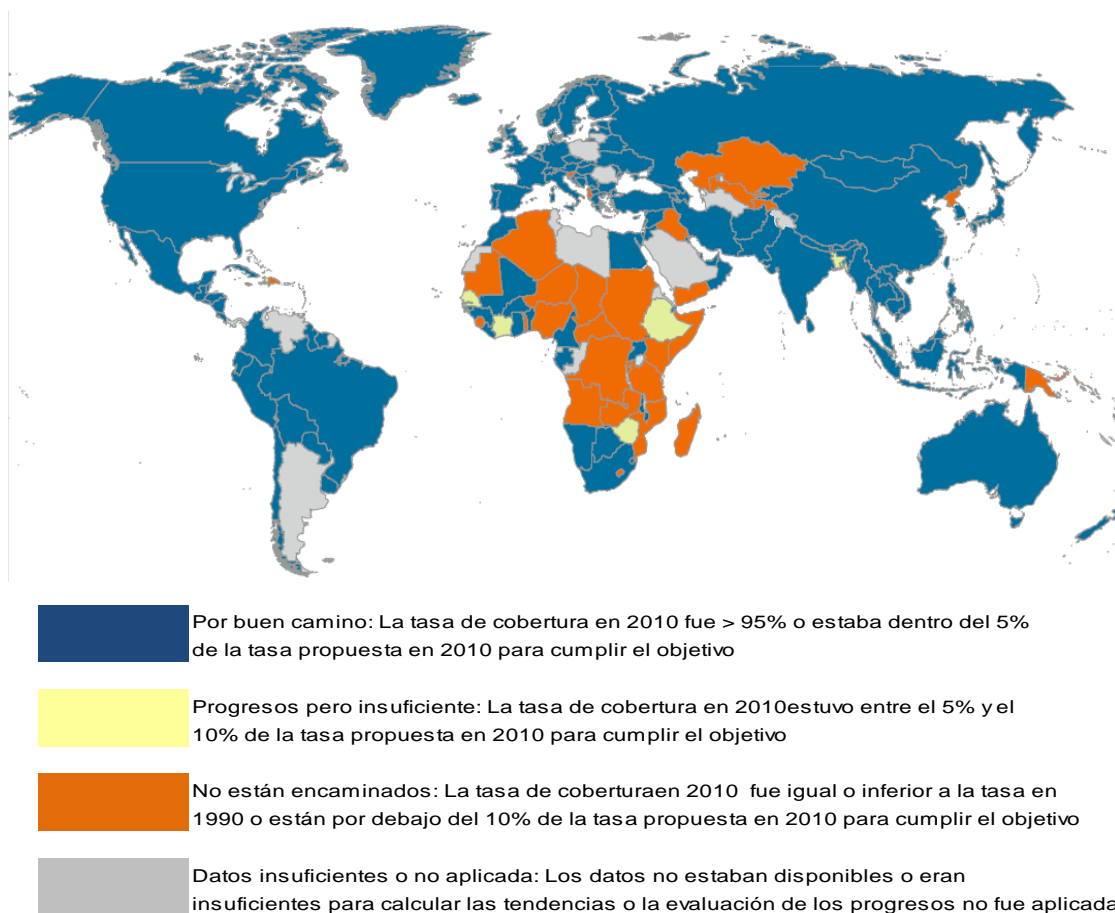 Por buen camino: La tasa de cobertura en 2010 fue > 95% o estaba dentro del 5%
de la tasa propuesta en 2010 para cumplir el objetivo
Progresos pero insuficiente: La tasa de cobertura en 2010estuvo entre el 5% y el
10% de la tasa propuesta en 2010 para cumplir el objetivo
No están encaminados: La tasa de coberturaen 2010 fue igual o inferior a la tasa en
1990 o están por debajo del 10% de la tasa propuesta en 2010 para cumplir el objetivo
Datos insuficientes o no aplicada: Los datos no estaban disponibles o eran
insuficientes para calcular las tendencias o la evaluación de los progresos no fue aplicada